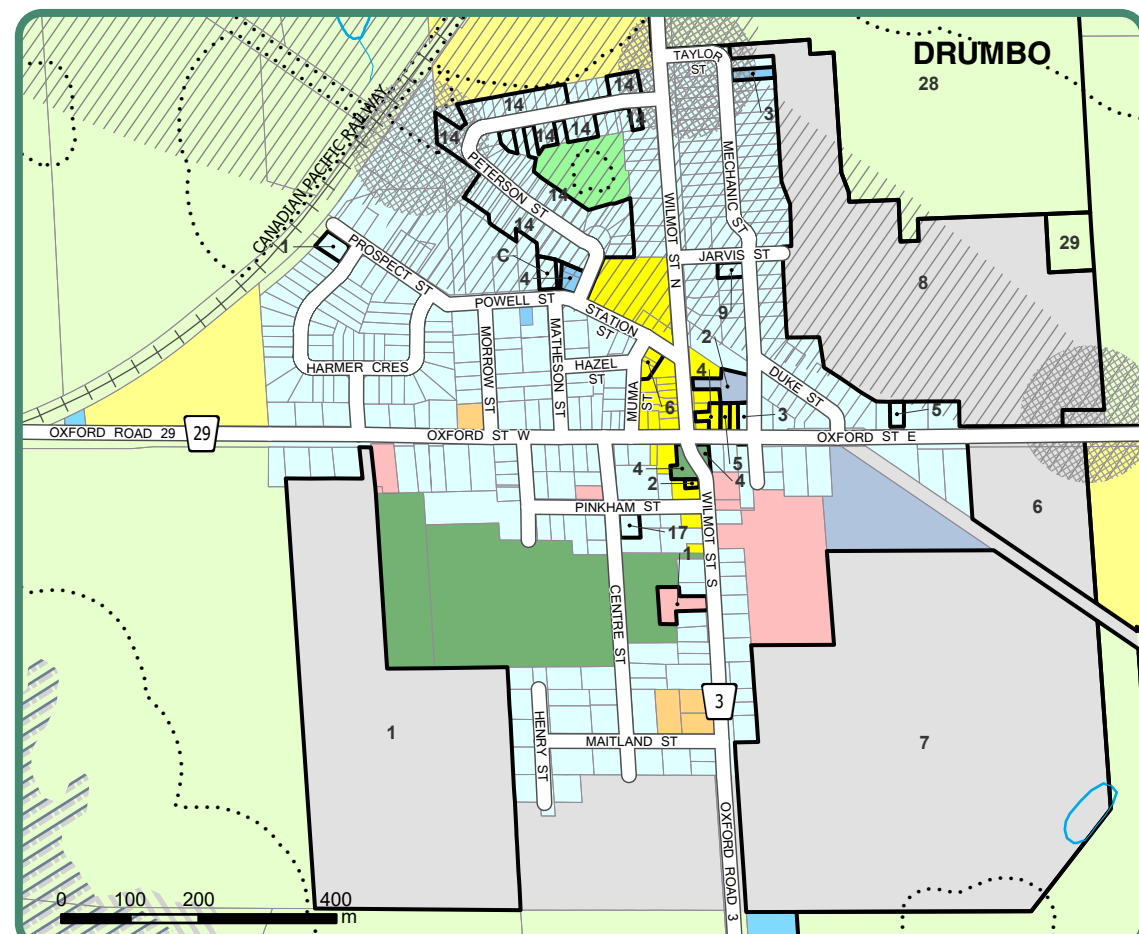 DRUMBO
28
TAYLOR
ST
3
14
14
14
14
14
14
14
14
CANADIAN PACIFIC RAILWAY
PETERSON ST
MECHANIC ST
WILMOT ST N
1
PROSPECT ST
C
4
JARVIS ST
29
8
9
POWELL ST
STATION
ST
2
HARMER CRES
MORROW ST
MATHESON ST
HAZEL
ST
MUMA
ST
6
4
DUKE ST
3
5
OXFORD ROAD 29
29
OXFORD ST W
OXFORD ST E
4
5
4
2
6
PINKHAM ST
17
WILMOT ST S
1
CENTRE ST
1
3
7
HENRY ST
MAITLAND ST
OXFORD ROAD 3
0 100 200 400
m